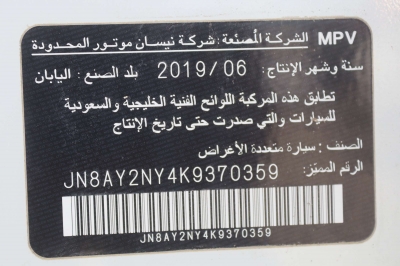 MPV الشركة المصنعة: شركة نيسان موتور المحدودة
سنة وشهر الإنتاج: 2019/06 بلد الصنع: اليابان
تطابق هذه المركبة اللوائح الفنية الخليجية والسعودية
للسيارات والتي صدرت حتى تاريخ الإنتاج
الصنف: سيارة متعددة الأغراض
الرقم المميز: JN8AY2NY4K9370359
JN8AY2NY4K9370359